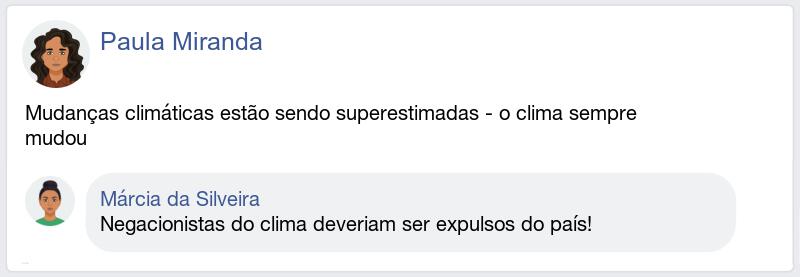 Paula Miranda
Mudanças climáticas estão sendo superestimadas - o clima sempre
mudou
Márcia da Silveira
Negacionistas do clima deveriam ser expulsos do país!